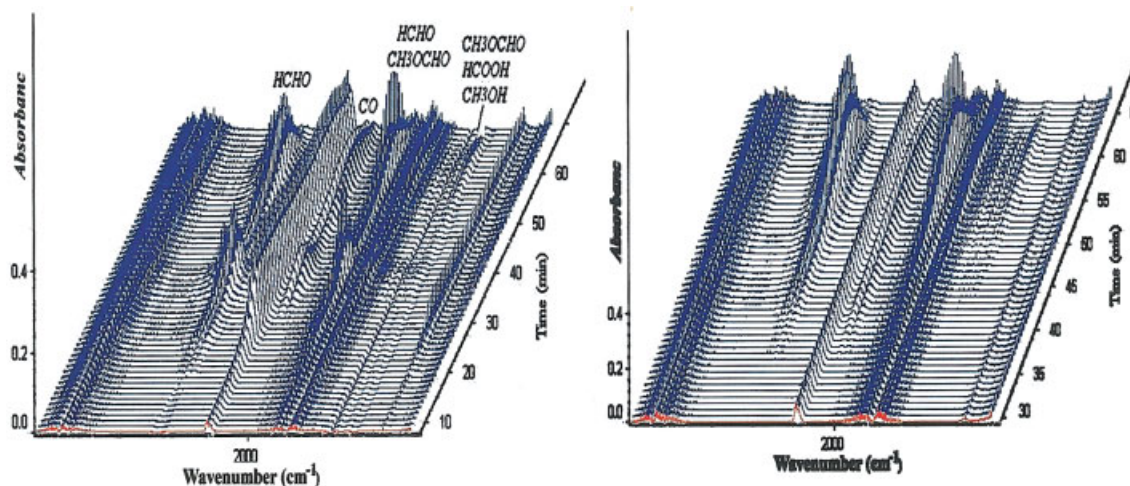 HCHO
CH3OCHO
CH3OCHO
HCOOH
CH3OH
HCHO
CO
Absorbanc
0.4
0.2
0.0
2000
Wavenumber (cm-1)
10
20
30
40
50
60
Time (min)
Absorbanc
0.4
0.2
0.0
2000
Wavenumber (cm-1)
30
35
40
45
50
55
60
Time (min)